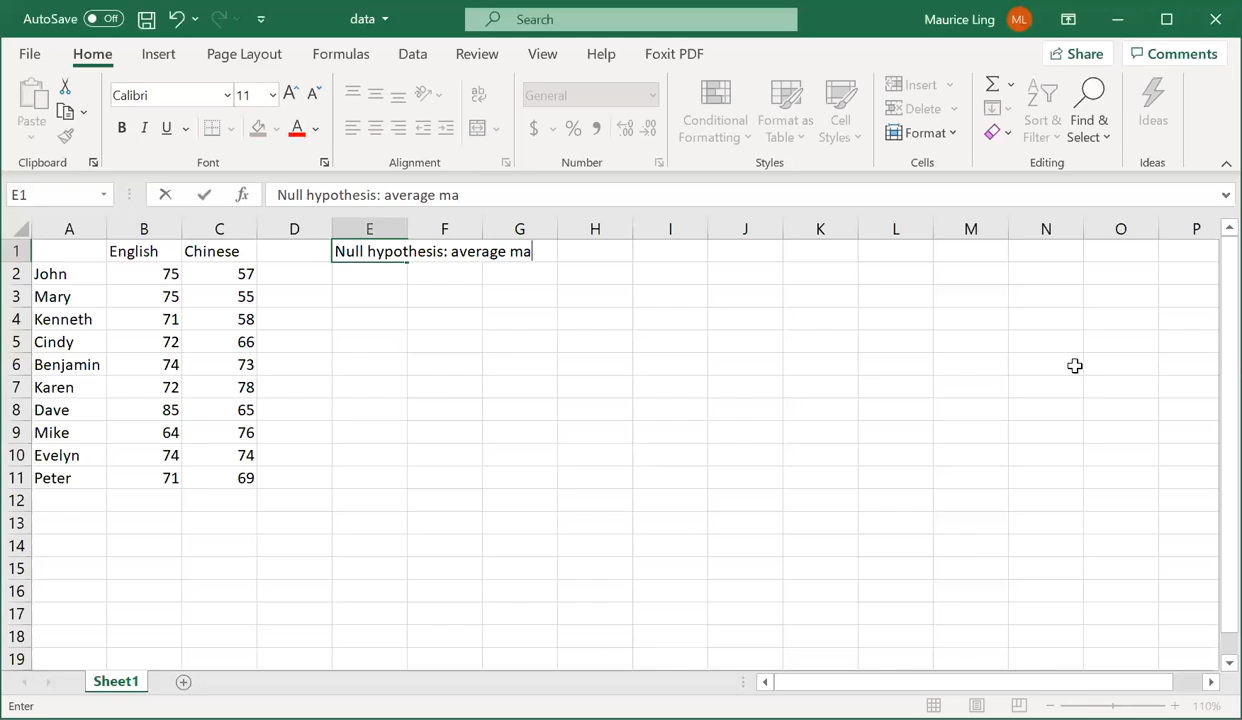 AutoSave Off data Search Maurice Ling ML
File Home Insert Page Layout Formulas Data Review View Help Foxit PDF Share Comments
Calibri 11 A A ab General Insert Σ
Paste B I U A $ % 9 Conditional Formatting Format as Table Cell Styles Delete Sort & Filter Find & Select Ideas
Format
Clipboard Font Alignment Number Styles Cells Editing Ideas
E1 fx Null hypothesis: average ma
A B C D E F G H I J K L M N O P
1 English Chinese Null hypothesis: average ma
2 John 75 57
3 Mary 75 55
4 Kenneth 71 58
5 Cindy 72 66
6 Benjamin 74 73
7 Karen 72 78
8 Dave 85 65
9 Mike 64 76
10 Evelyn 74 74
11 Peter 71 69
12
13
14
15
16
17
18
19
Sheet1
Enter 110%